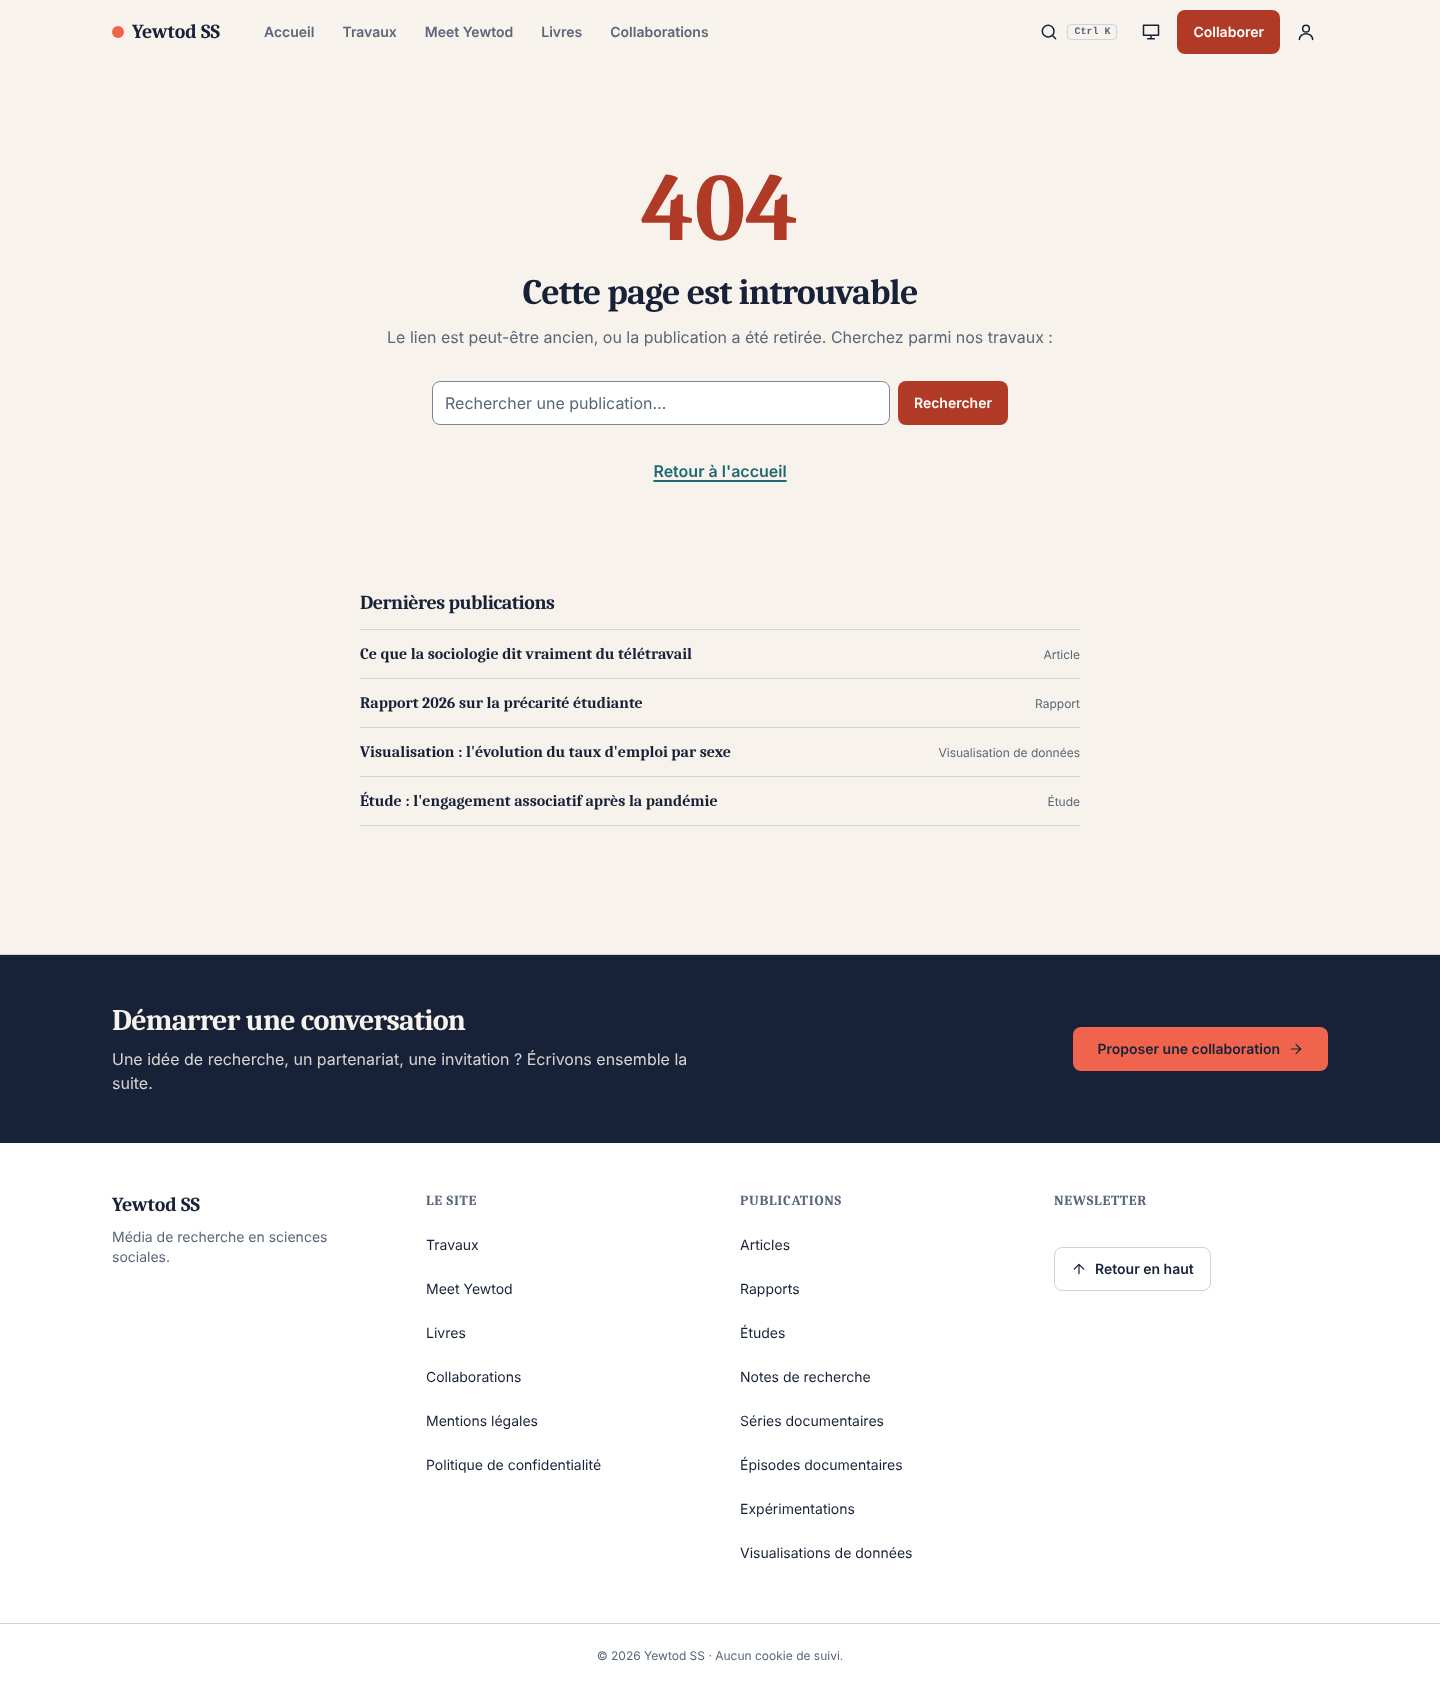 Yewtod SS
Accueil
Travaux
Meet Yewtod
Livres
Collaborations
Ctrl K
Collaborer
404
Cette page est introuvable
Le lien est peut-être ancien, ou la publication a été retirée. Cherchez parmi nos travaux :
Rechercher une publication...
Rechercher
Retour à l'accueil
Dernières publications
Ce que la sociologie dit vraiment du télétravail
Article
Rapport 2026 sur la précarité étudiante
Rapport
Visualisation : l'évolution du taux d'emploi par sexe
Visualisation de données
Étude : l'engagement associatif après la pandémie
Étude
Démarrer une conversation
Une idée de recherche, un partenariat, une invitation ? Écrivons ensemble la
suite.
Proposer une collaboration
Yewtod SS
Média de recherche en sciences
sociales.
LE SITE
Travaux
Meet Yewtod
Livres
Collaborations
Mentions légales
Politique de confidentialité
PUBLICATIONS
Articles
Rapports
Études
Notes de recherche
Séries documentaires
Épisodes documentaires
Expérimentations
Visualisations de données
NEWSLETTER
Retour en haut
© 2026 Yewtod SS · Aucun cookie de suivi.